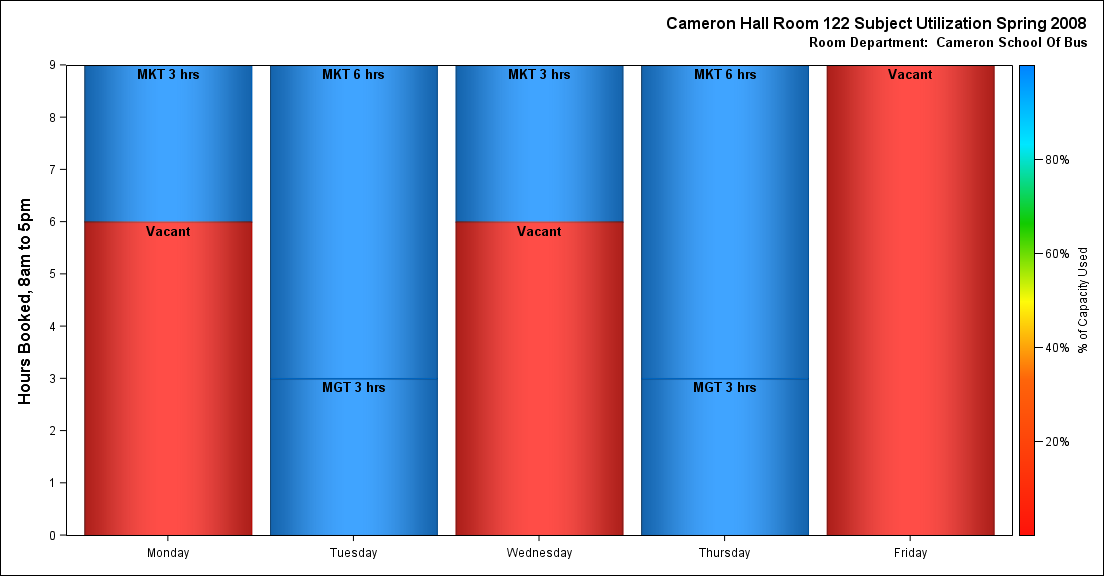 Cameron Hall Room 122 Subject Utilization Spring 2008
Room Department:  Cameron School Of Bus
Hours Booked, 8am to 5pm
9
8
7
6
5
4
3
2
1
0
MKT 3 hrs
Vacant
MKT 6 hrs
MGT 3 hrs
MKT 3 hrs
Vacant
MKT 6 hrs
MGT 3 hrs
Vacant
Monday
Tuesday
Wednesday
Thursday
Friday
80%
60%
40%
20%
% of Capacity Used